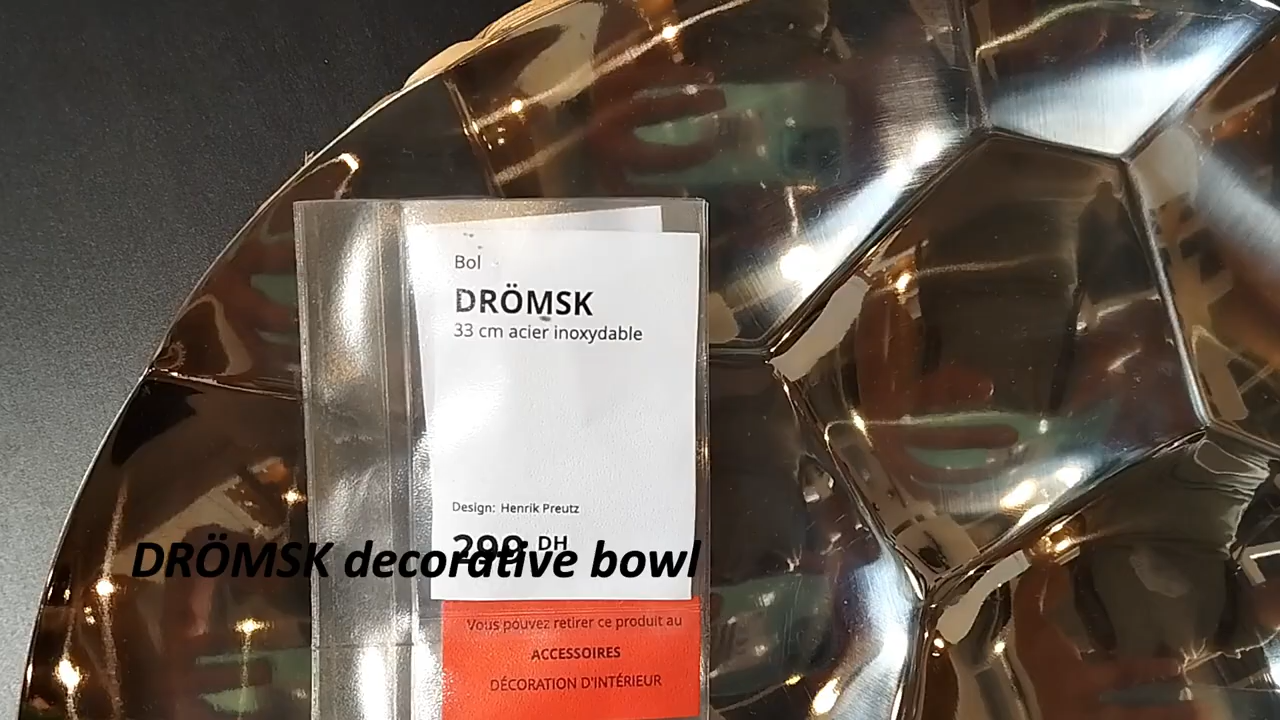 Bol
DRÖMSK
33 cm acier inoxydable
Design: Henrik Preutz
299 DH
DRÖMSK decorative bowl
Vous pouvez retirer ce produit au
ACCESSOIRES
DÉCORATION D'INTÉRIEUR